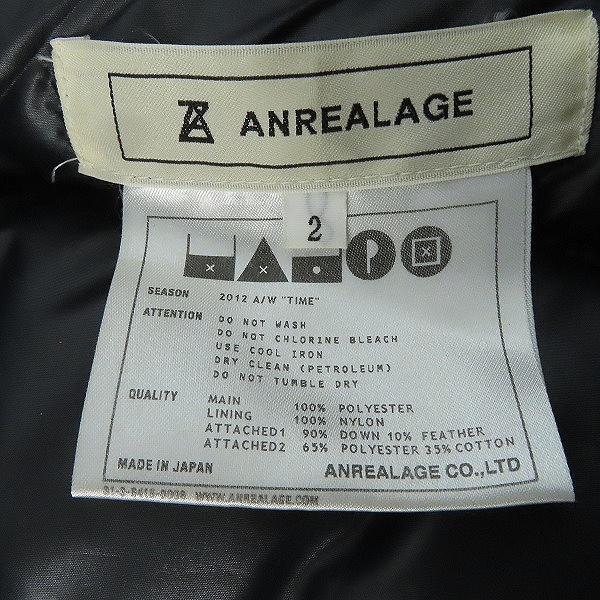 ANREALAGE
2
P
SEASON 2012 A/W "TIME"
ATTENTION DO NOT WASH
DO NOT CHLORINE BLEACH
USE COOL IRON
DRY CLEAN (PETROLEUM)
DO NOT TUMBLE DRY
QUALITY MAIN 100% POLYESTER
LINING 100% NYLON
ATTACHED1 90% DOWN 10% FEATHER
ATTACHED2 65% POLYESTER 35% COTTON
MADE IN JAPAN ANREALAGE CO.,LTD
WWW.ANREALAGE.COM